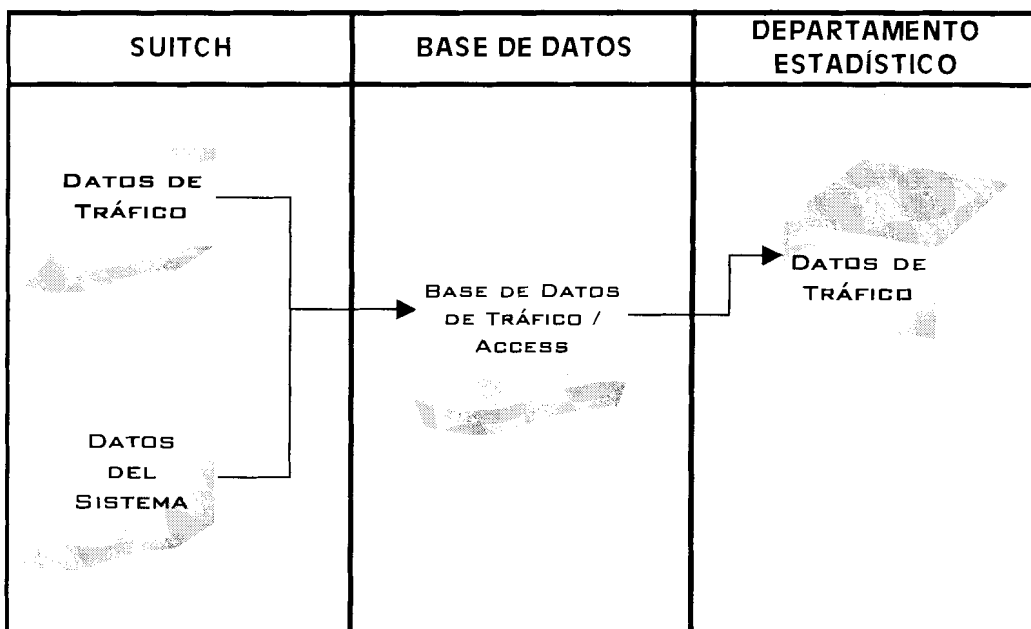 SUITCH
BASE DE DATOS
DEPARTAMENTO
ESTADÍSTICO
DATOS DE
TRÁFICO
DATOS
DEL
SISTEMA
BASE DE DATOS
DE TRÁFICO /
ACCESS
DATOS DE
TRÁFICO